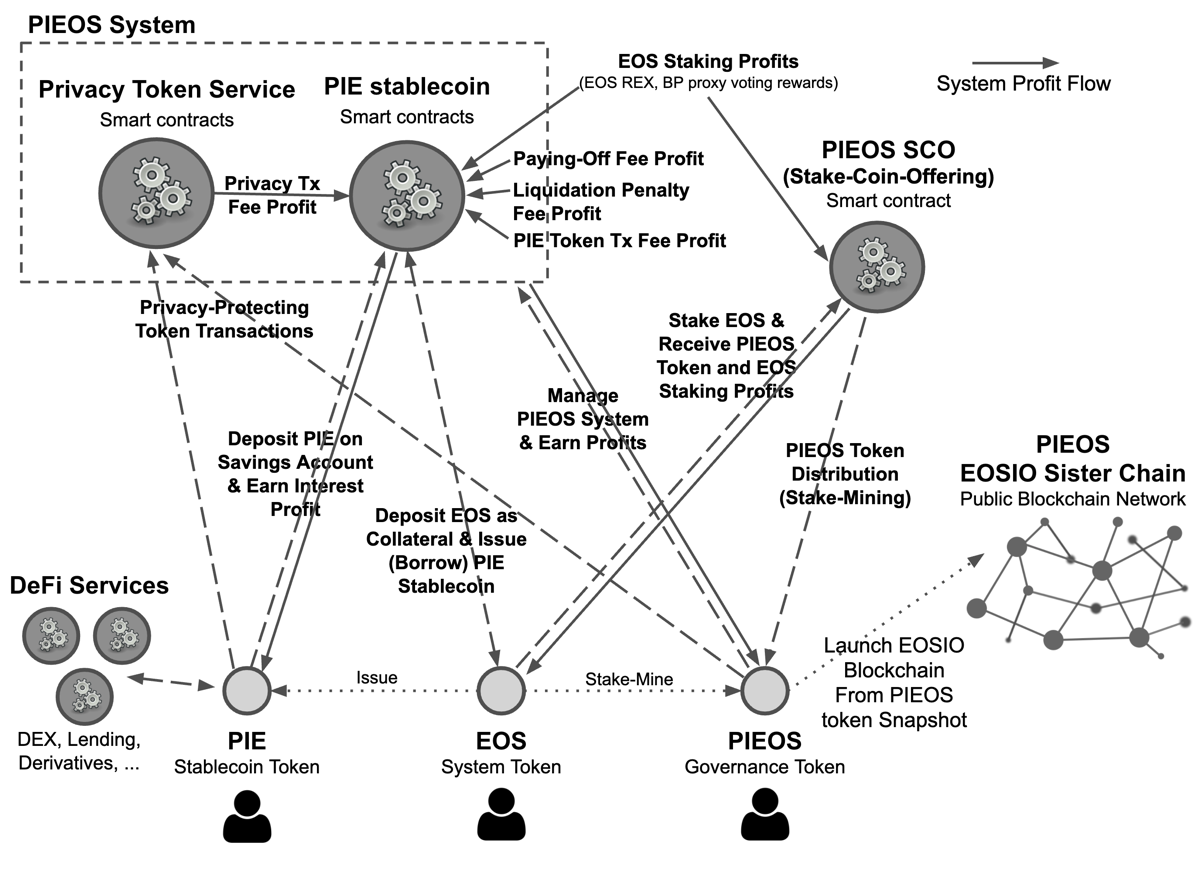 PIEOS System
Privacy Token Service
Smart contracts
PIE stablecoin
Smart contracts
EOS Staking Profits
(EOS REX, BP proxy voting rewards)
System Profit Flow
Privacy Tx
Fee Profit
Paying-Off Fee Profit
Liquidation Penalty
Fee Profit
PIE Token Tx Fee Profit
PIEOS SCO
(Stake-Coin-Offering)
Smart contract
Privacy-Protecting
Token Transactions
Stake EOS &
Receive PIEOS
Token and EOS
Staking Profits
Manage
PIEOS System
& Earn Profits
Deposit PIE on
Savings Account
& Earn Interest
Profit
Deposit EOS as
Collateral & Issue
(Borrow) PIE
Stablecoin
PIEOS Token
Distribution
(Stake-Mining)
PIEOS
EOSIO Sister Chain
Public Blockchain Network
DeFi Services
DEX, Lending,
Derivatives, ...
Issue
Stake-Mine
Launch EOSIO
Blockchain
From PIEOS
token Snapshot
PIE
Stablecoin Token
EOS
System Token
PIEOS
Governance Token